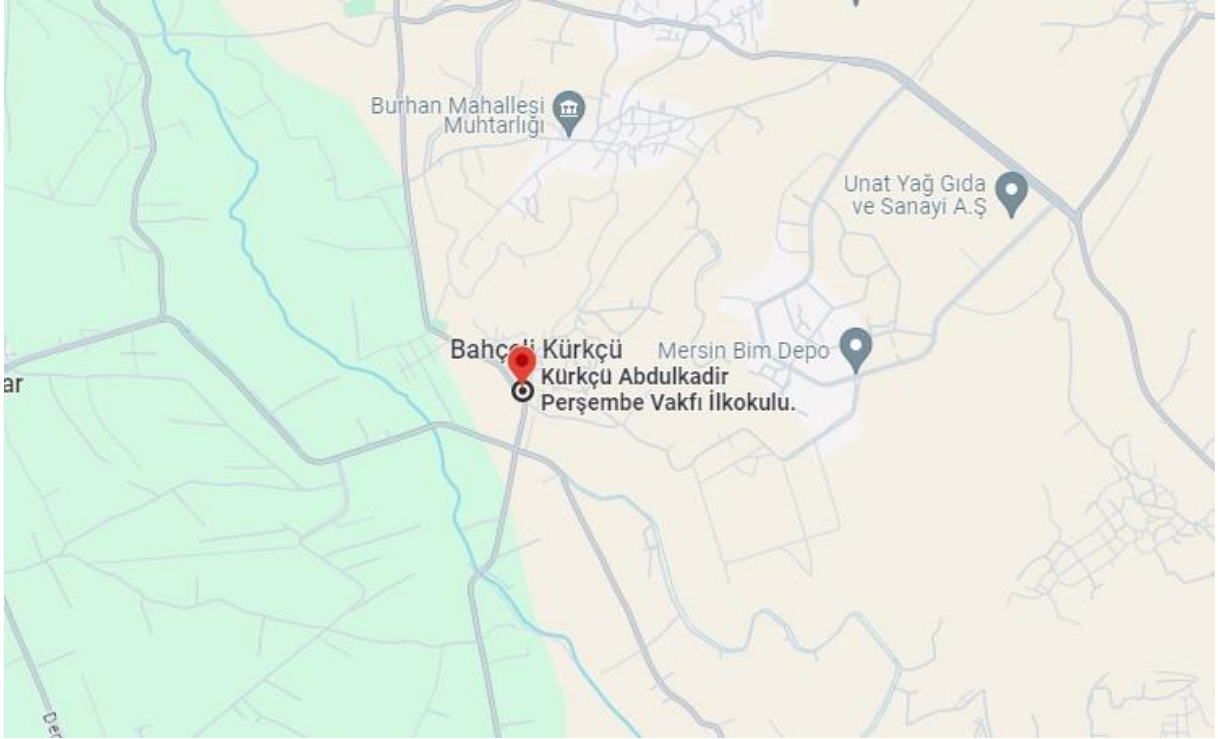 Burhan Mahallesi
Muhtarlığı
Unat Yağ Gıda
ve Sanayi A.Ş
Bahçeli Kürkçü
Mersin Bim Depo
Kürkçü Abdulkadir
Perşembe Vakfı İlkokulu.
ar
Der